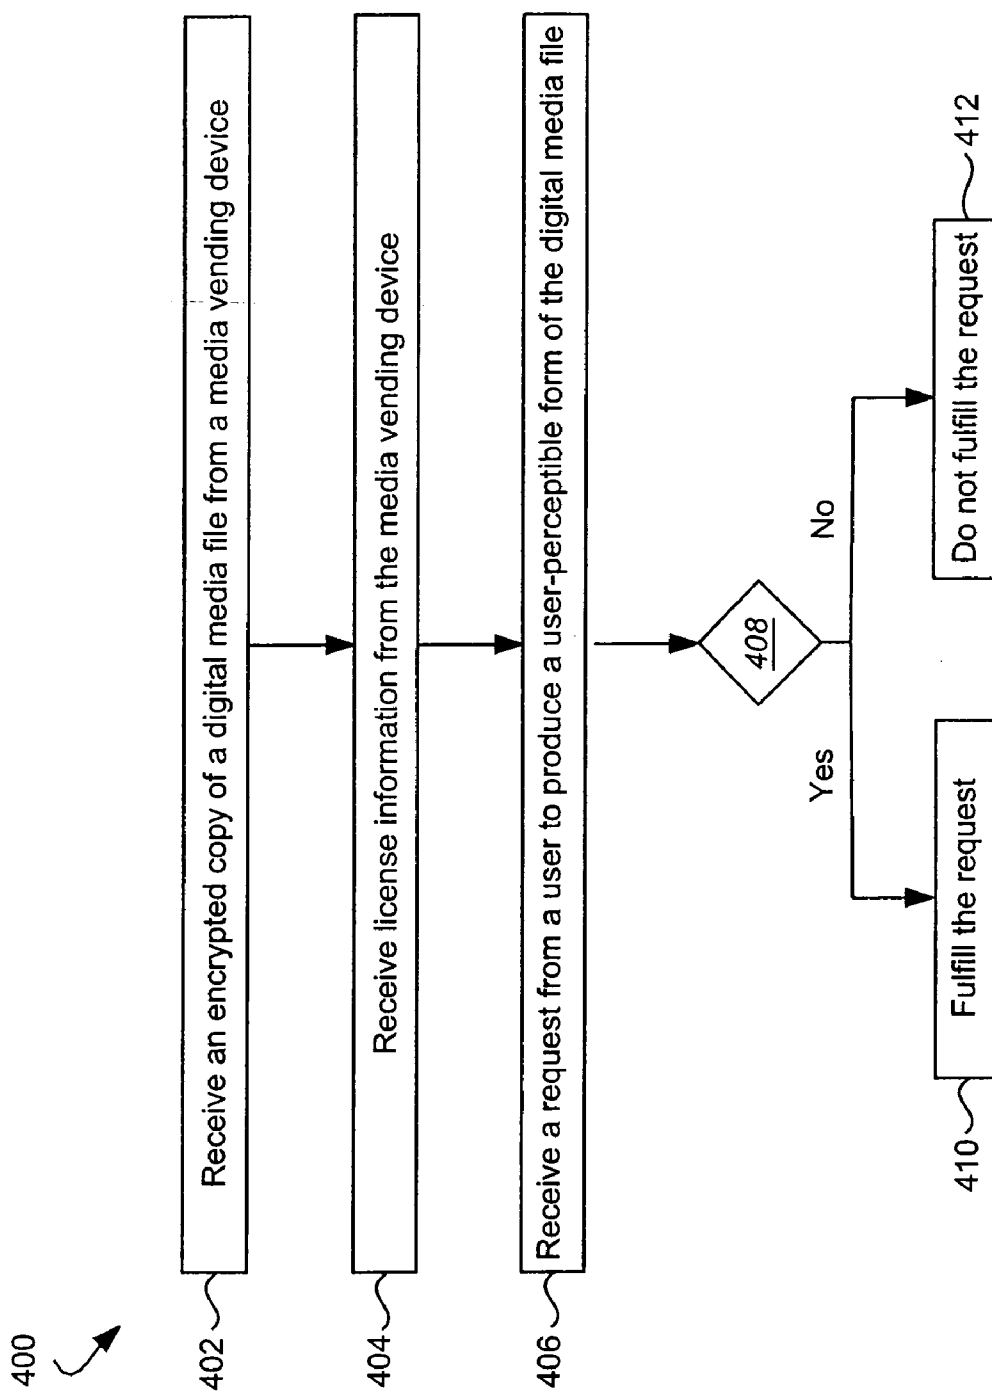 400
402
Receive an encrypted copy of a digital media file from a media vending device
404
Receive license information from the media vending device
406
Receive a request from a user to produce a user-perceptible form of the digital media file
408
Yes
No
410
Fulfill the request
Do not fulfill the request
412